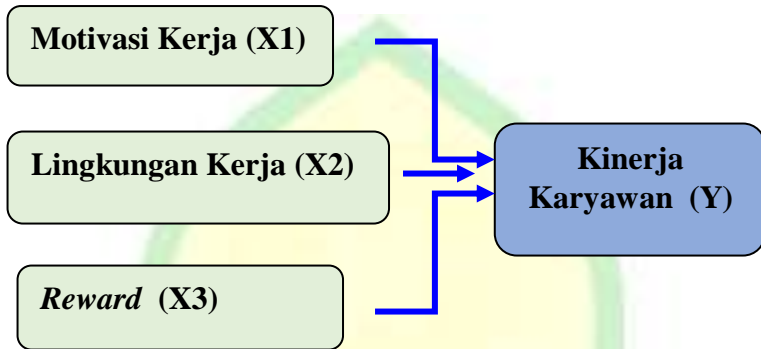 Motivasi Kerja (X1)
Lingkungan Kerja (X2)
Kinerja
Karyawan (Y)
Reward (X3)